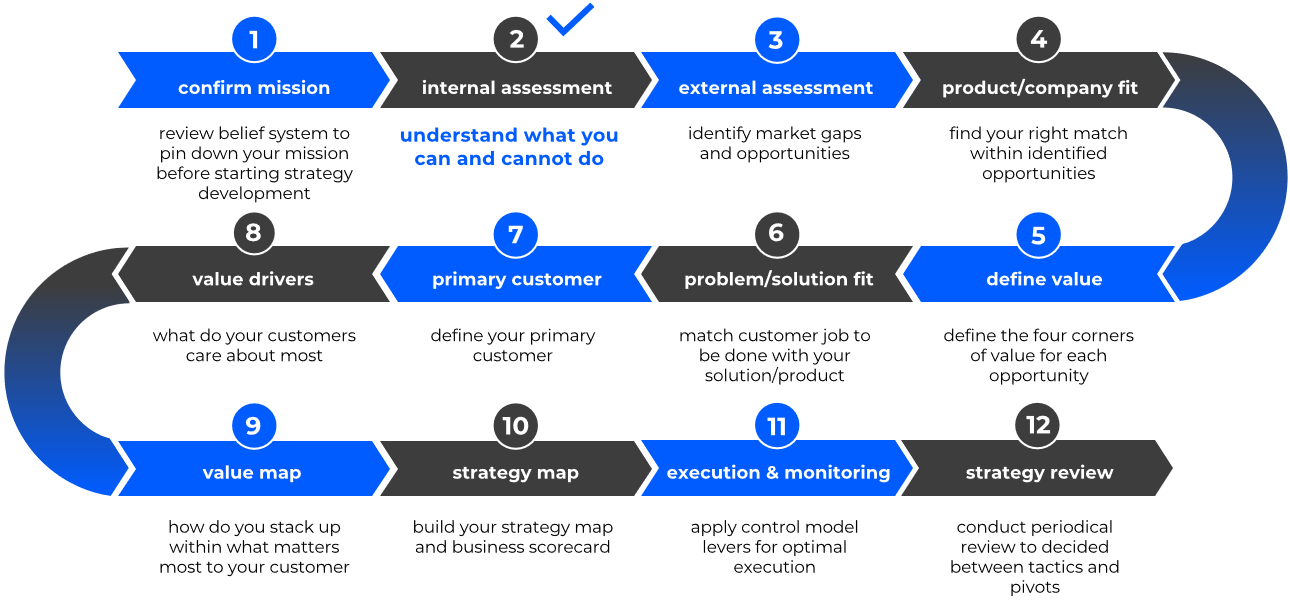 1
confirm mission
review belief system to
pin down your mission
before starting strategy
development
2
internal assessment
understand what you
can and cannot do
3
external assessment
identify market gaps
and opportunities
4
product/company fit
find your right match
within identified
opportunities
5
define value
define the four corners
of value for each
opportunity
6
problem/solution fit
match customer job to
be done with your
solution/product
7
primary customer
define your primary
customer
8
value drivers
what do your customers
care about most
9
value map
how do you stack up
within what matters
most to your customer
10
strategy map
build your strategy map
and business scorecard
11
execution & monitoring
apply control model
levers for optimal
execution
12
strategy review
conduct periodical
review to decided
between tactics and
pivots